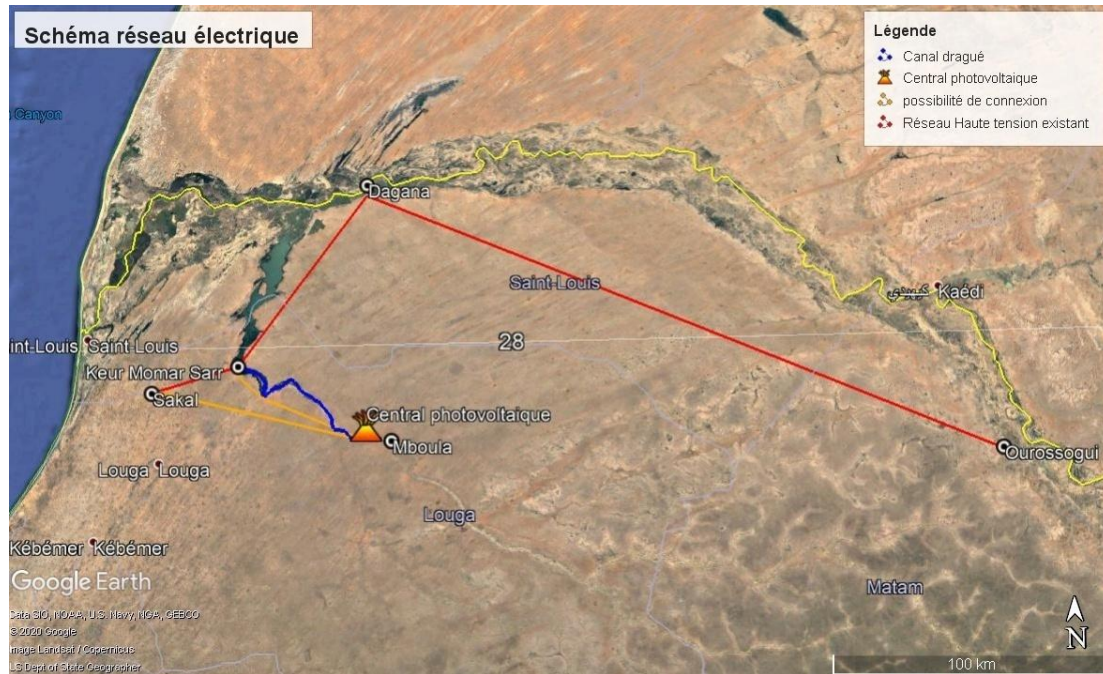 Schéma réseau électrique
Légende
Canal dragué
Central photovoltaique
possibilité de connexion
Réseau Haute tension existant
Canyon
Dagana
Saint-Louis
كيهيدي Kaédi
int-Louis Saint-Louis
28
Keur Momar Sarr
Sakal
Central photovoltaique
Mboula
Ourossogui
Louga Louga
Louga
Kébémer Kébémer
Matam
Google Earth
Data SIO, NOAA, U.S. Navy, NGA, GEBCO
© 2020 Google
Image Landsat / Copernicus
US Dept of State Geographer
N
100 km